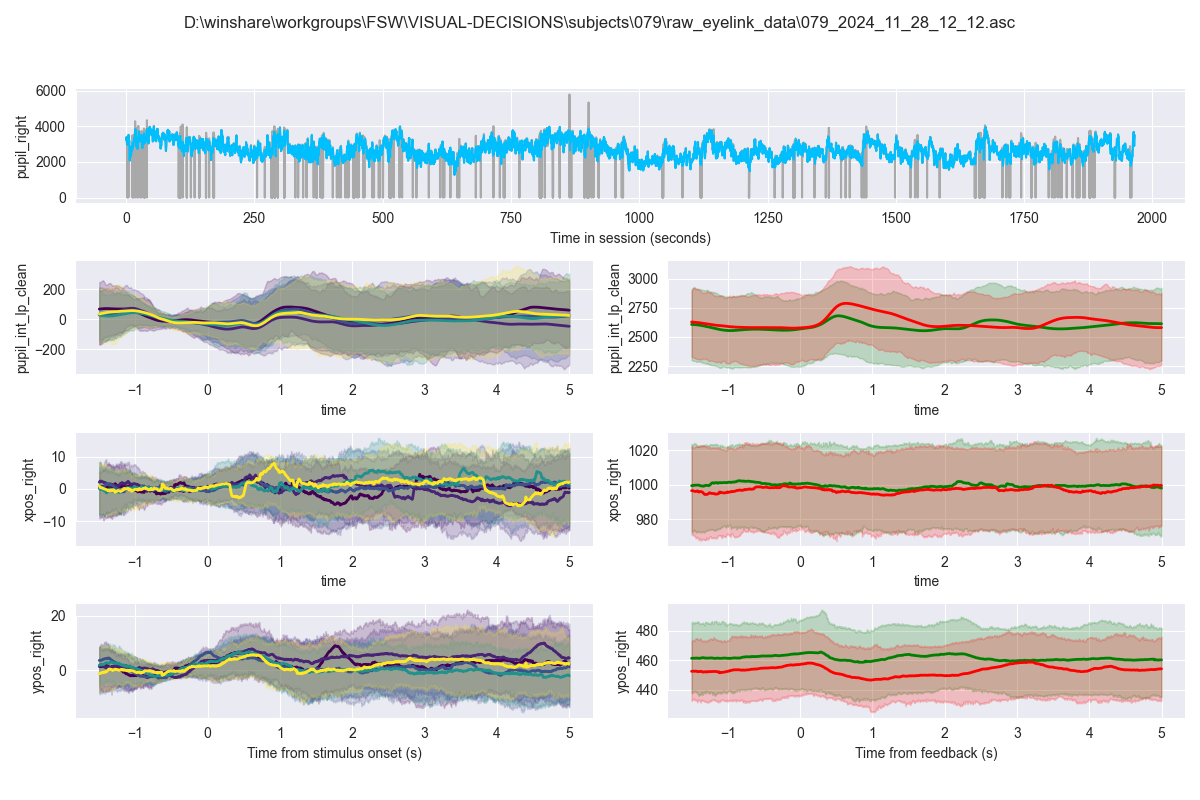 D:\winshare\workgroups\FSW\VISUAL-DECISIONS\subjects\079\raw_eyelink_data\079_2024_11_28_12_12.asc
pupil_right
6000
4000
2000
0
0 250 500 750 1000 1250 1500 1750 2000
Time in session (seconds)
pupil_int_lp_clean
200
0
−200
−1 0 1 2 3 4 5
time
pupil_int_lp_clean
3000
2750
2500
2250
−1 0 1 2 3 4 5
time
xpos_right
10
0
−10
−1 0 1 2 3 4 5
time
xpos_right
1020
1000
980
−1 0 1 2 3 4 5
time
ypos_right
20
0
−1 0 1 2 3 4 5
Time from stimulus onset (s)
ypos_right
480
460
440
−1 0 1 2 3 4 5
Time from feedback (s)